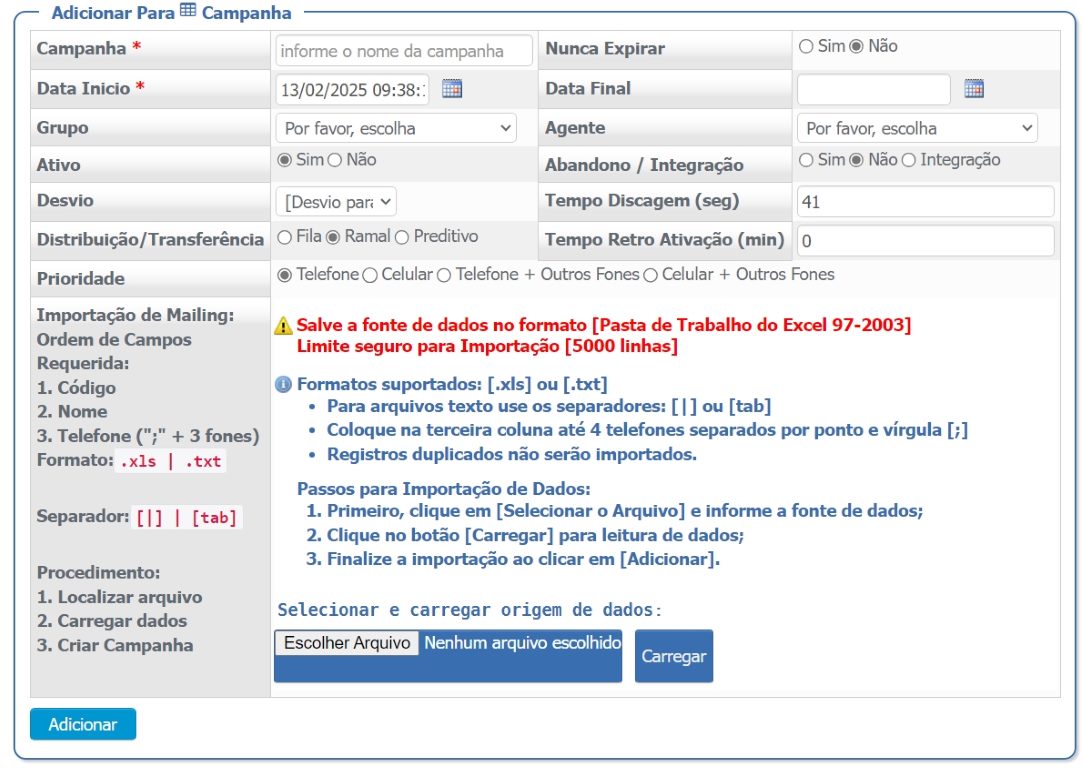 Adicionar Para Campanha
Campanha *
informe o nome da campanha
Nunca Expirar
Sim Não
Data Inicio *
13/02/2025 09:38:
Data Final
Grupo
Por favor, escolha
Agente
Por favor, escolha
Ativo
Sim Não
Abandono / Integração
Sim Não Integração
Desvio
[Desvio para
Tempo Discagem (seg)
41
Distribuição/Transferência
Fila Ramal Preditivo
Tempo Retro Ativação (min)
0
Prioridade
Telefone Celular Telefone + Outros Fones Celular + Outros Fones
Importação de Mailing:
Ordem de Campos
Requerida:
1. Código
2. Nome
3. Telefone (";" + 3 fones)
Formato: .xls | .txt
Separador: [|] | [tab]
Procedimento:
1. Localizar arquivo
2. Carregar dados
3. Criar Campanha
Salve a fonte de dados no formato [Pasta de Trabalho do Excel 97-2003]
Limite seguro para Importação [5000 linhas]
Formatos suportados: [.xls] ou [.txt]
• Para arquivos texto use os separadores: [|] ou [tab]
• Coloque na terceira coluna até 4 telefones separados por ponto e vírgula [;]
• Registros duplicados não serão importados.
Passos para Importação de Dados:
1. Primeiro, clique em [Selecionar o Arquivo] e informe a fonte de dados;
2. Clique no botão [Carregar] para leitura de dados;
3. Finalize a importação ao clicar em [Adicionar].
Selecionar e carregar origem de dados:
Escolher Arquivo Nenhum arquivo escolhido
Carregar
Adicionar